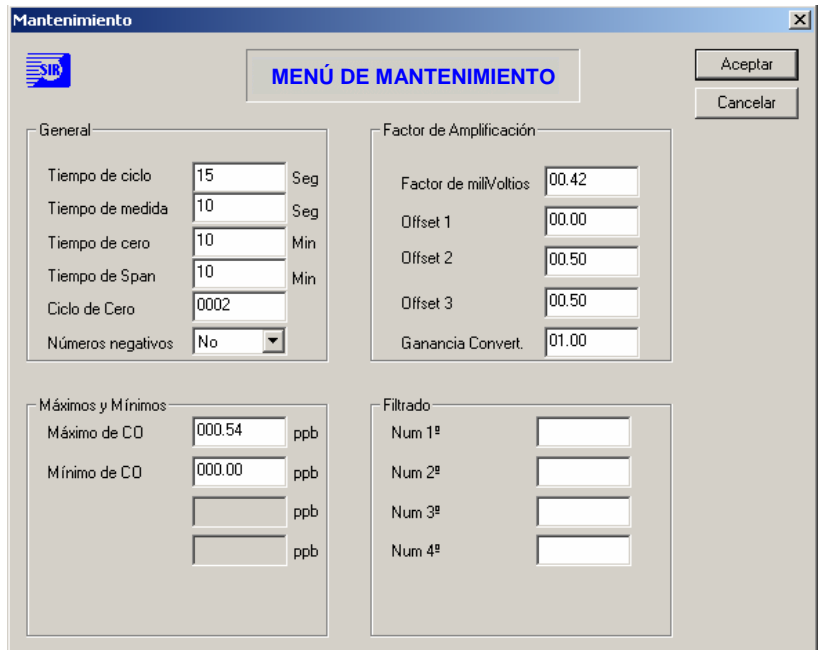 Mantenimiento
SIR
MENÚ DE MANTENIMIENTO
Aceptar
Cancelar
General
Tiempo de ciclo 15 Seg
Tiempo de medida 10 Seg
Tiempo de cero 10 Min
Tiempo de Span 10 Min
Ciclo de Cero 0002
Números negativos No
Factor de Amplificación
Factor de miliVoltios 00.42
Offset 1 00.00
Offset 2 00.50
Offset 3 00.50
Ganancia Convert. 01.00
Máximos y Mínimos
Máximo de CO 000.54 ppb
Mínimo de CO 000.00 ppb
ppb
ppb
Filtrado
Num 1º
Num 2º
Num 3º
Num 4º